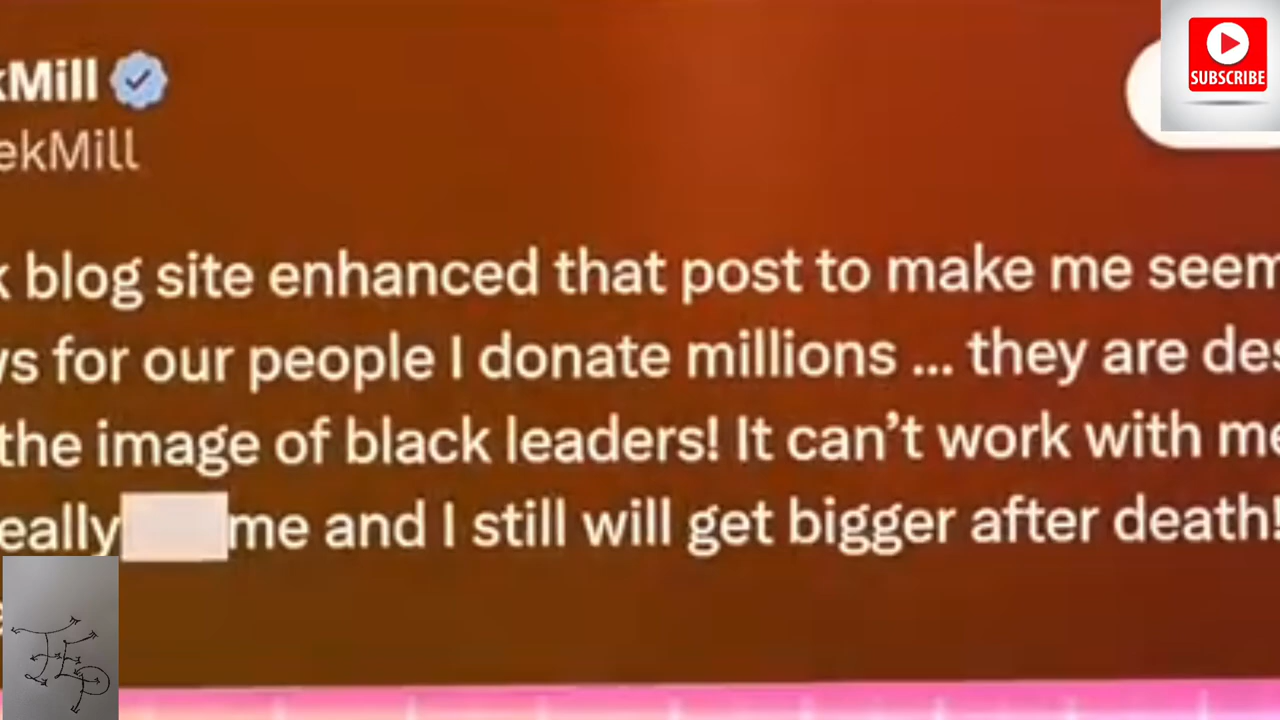 kMill
SUBSCRIBE
ekMill
k blog site enhanced that post to make me seem
ws for our people I donate millions ... they are des
the image of black leaders! It can’t work with me
eally me and I still will get bigger after death!